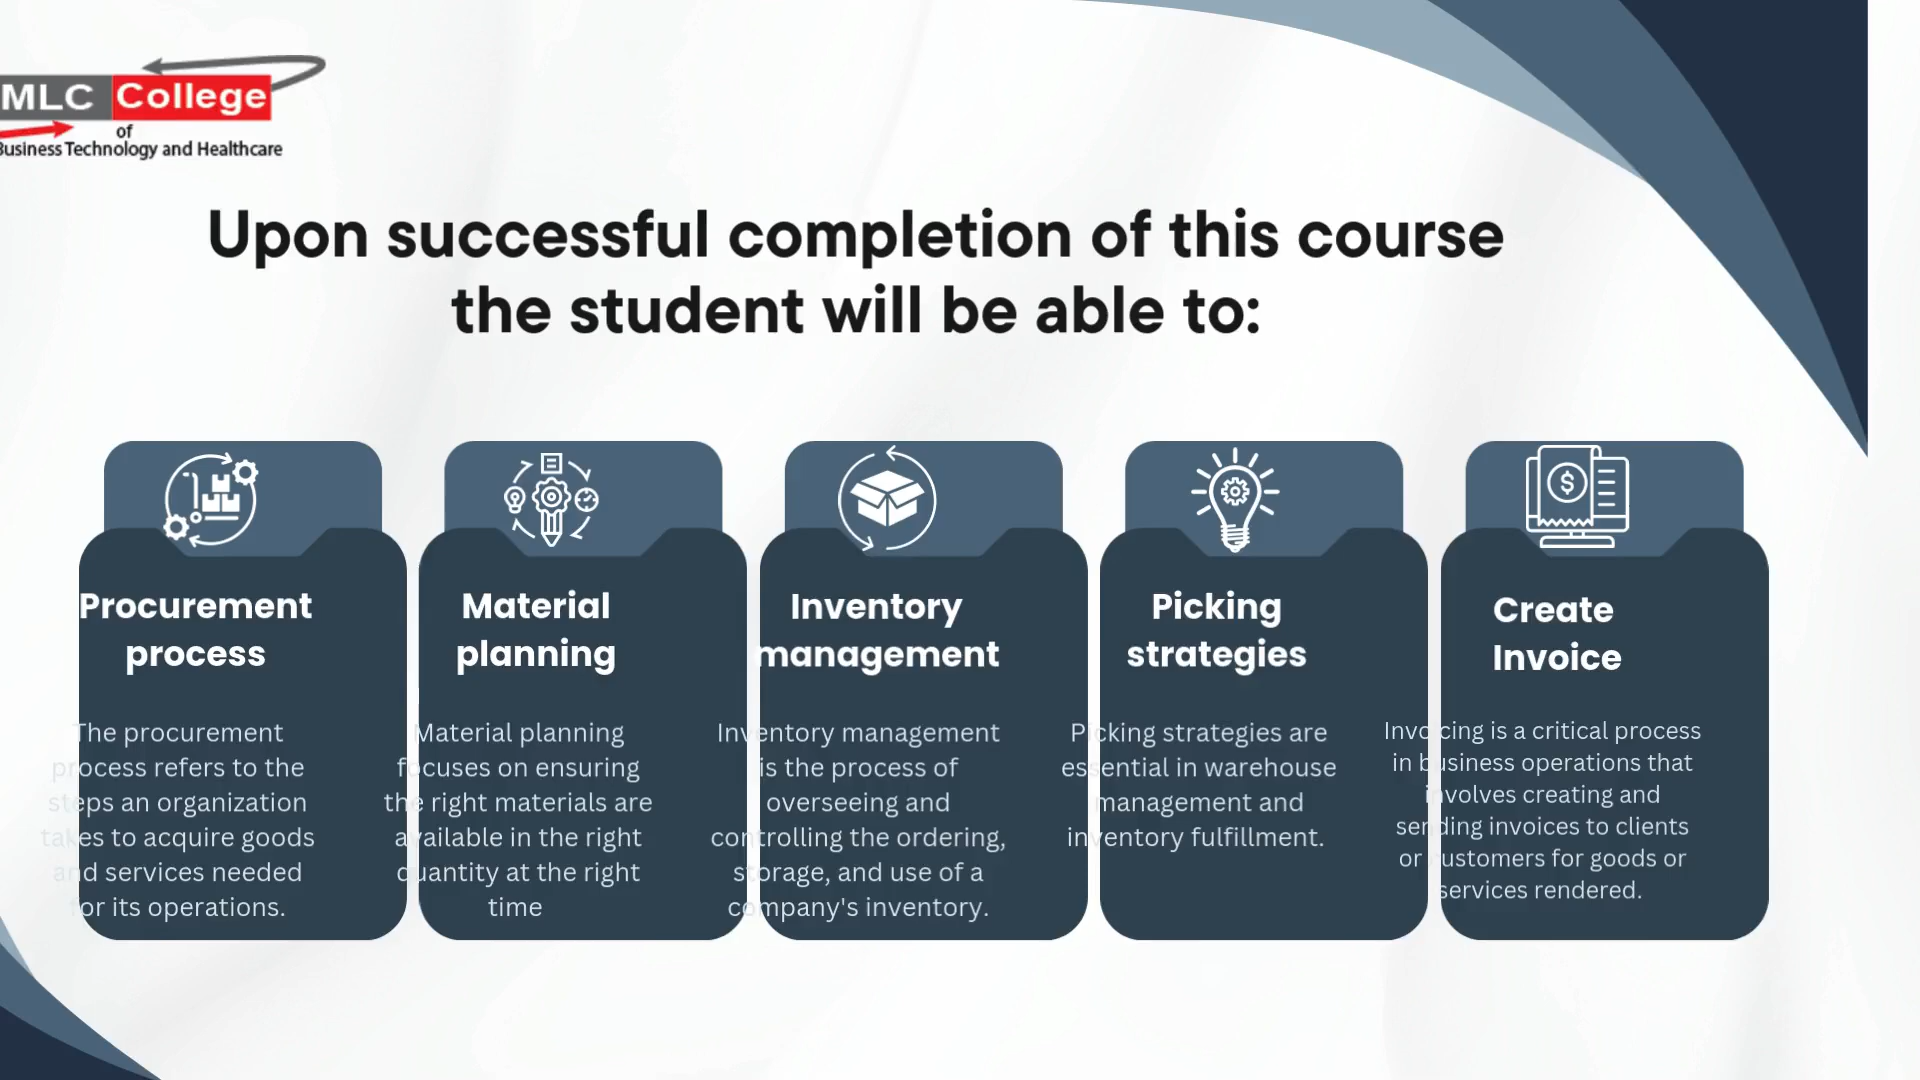 MLC College
of
Business Technology and Healthcare
Upon successful completion of this course
the student will be able to:
Procurement
process
The procurement
process refers to the
steps an organization
takes to acquire goods
and services needed
for its operations.
Material
planning
Material planning
focuses on ensuring
the right materials are
available in the right
quantity at the right
time
Inventory
management
Inventory management
is the process of
overseeing and
controlling the ordering,
storage, and use of a
company's inventory.
Picking
strategies
Picking strategies are
essential in warehouse
management and
inventory fulfillment.
Create
Invoice
Invoicing is a critical process
in business operations that
involves creating and
sending invoices to clients
or customers for goods or
services rendered.